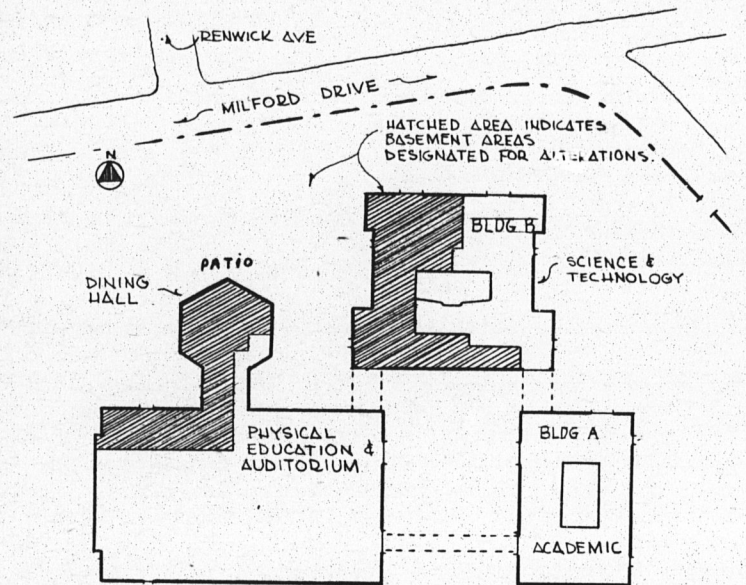 RENWICK AVE
MILFORD DRIVE
HATCHED AREA INDICATES
BASEMENT AREAS
DESIGNATED FOR ALTERATIONS.
N
BLDG B
SCIENCE &
TECHNOLOGY
PATIO
DINING
HALL
PHYSICAL
EDUCATION &
AUDITORIUM
BLDG A
ACADEMIC